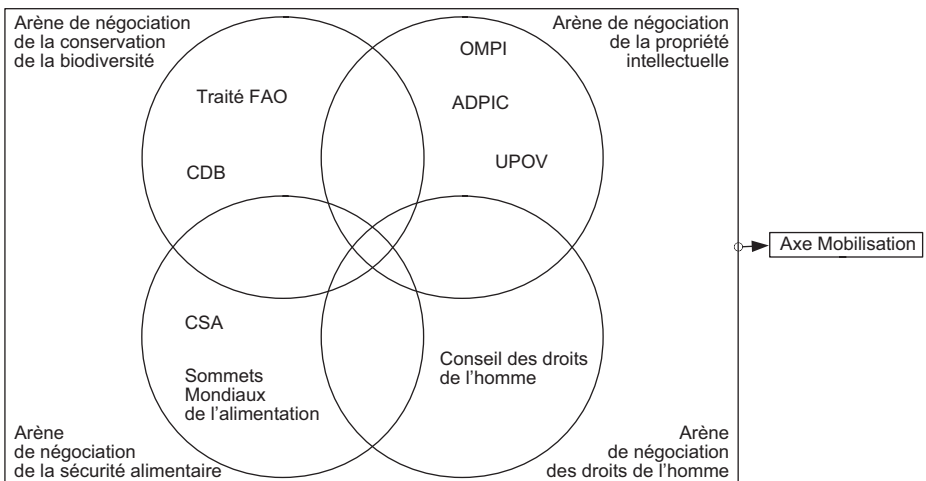 Arène de négociation
de la conservation
de la biodiversité
Arène de négociation
de la propriété
intellectuelle
OMPI
Traité FAO
ADPIC
UPOV
CDB
Axe Mobilisation
CSA
Sommets
Mondiaux
de l’alimentation
Conseil des droits
de l’homme
Arène
de négociation
de la sécurité alimentaire
Arène
de négociation
des droits de l’homme